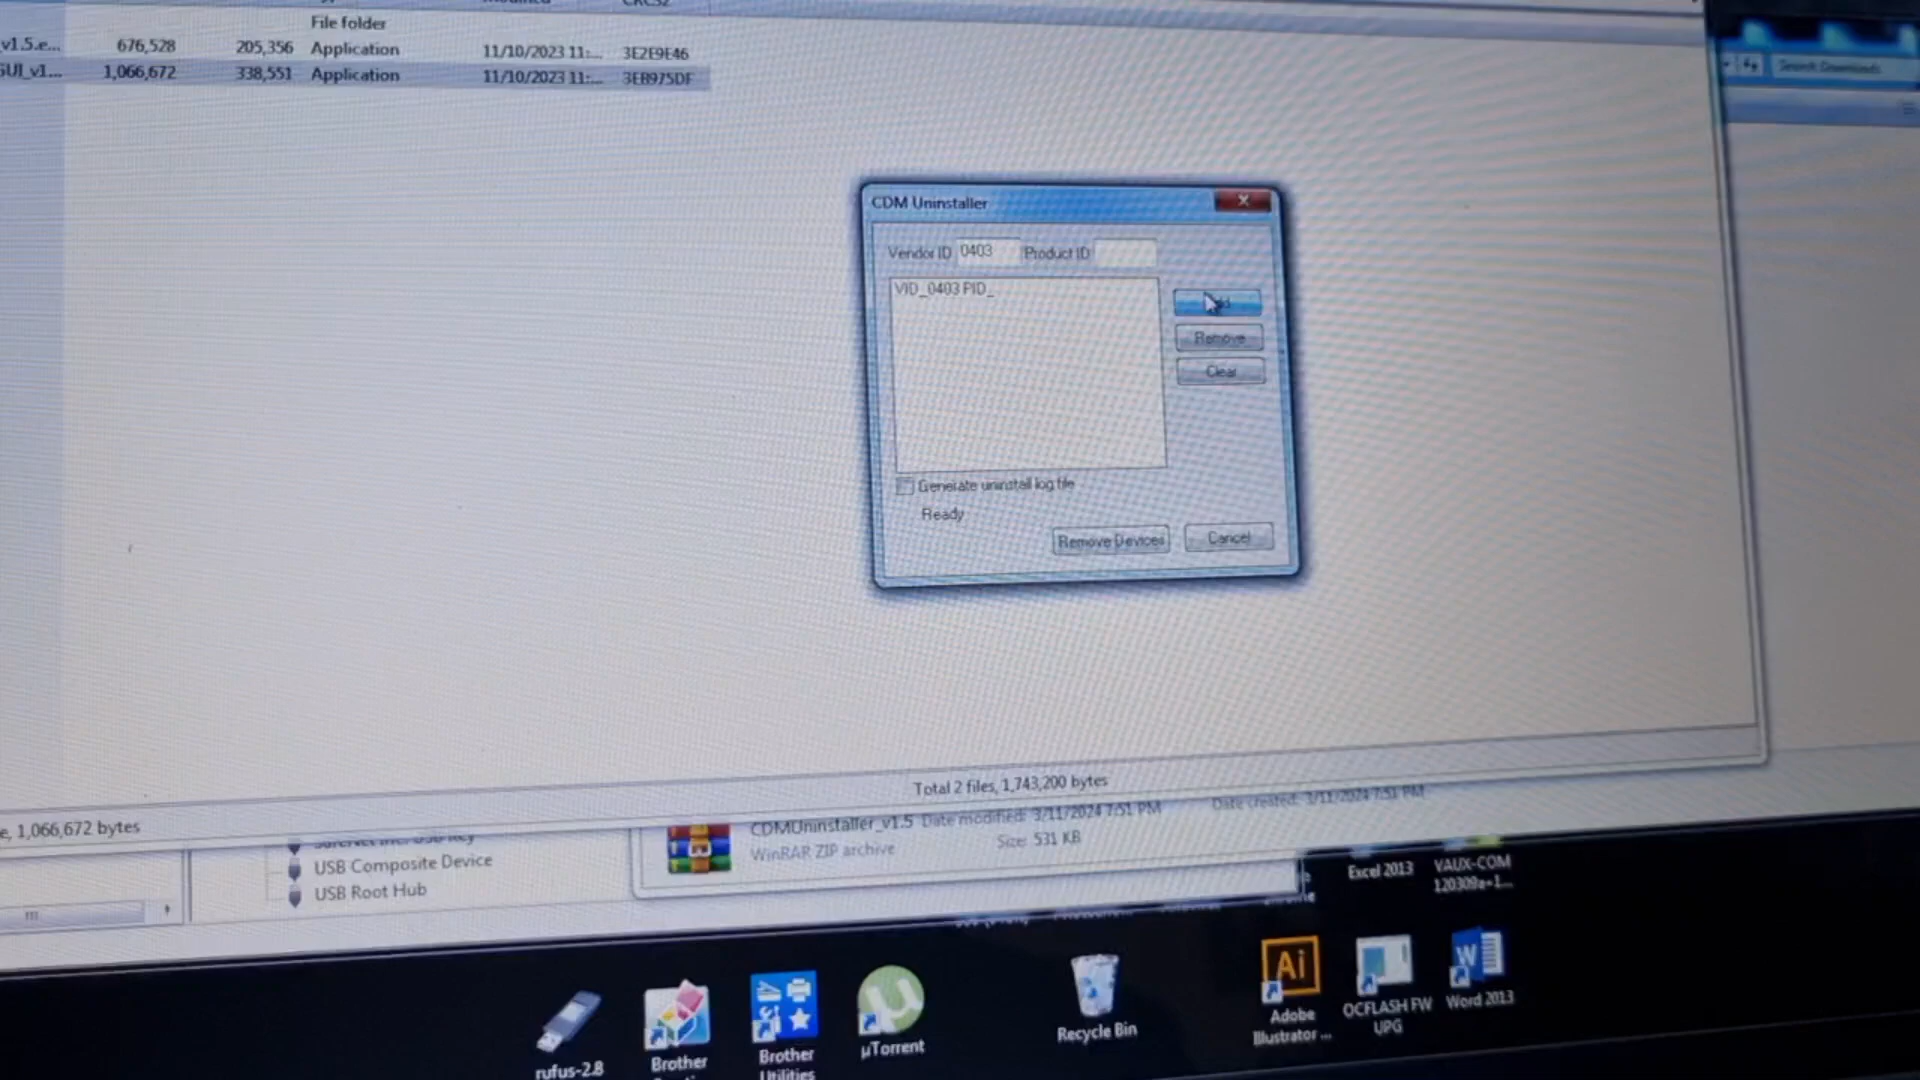 File folder
v1.5.e... 676,528 205,356 Application 11/10/2023 11:... 3E2E9E46
GUI_v1... 1,066,672 338,551 Application 11/10/2023 11:... 3EB975DF
Search Downloads
CDM Uninstaller
Vendor ID 0403 Product ID
VID_0403 PID_
Remove
Clear
Generate uninstall log file
Ready
Remove Devices Cancel
Total 2 files, 1,743,200 bytes
e, 1,066,672 bytes
CDMUninstaller_v1.5 Date modified: 3/11/2024 7:51 PM Date created: 3/11/2024 7:51 PM
WinRAR ZIP archive Size: 531 KB
USB Composite Device
USB Root Hub
Excel 2013
VAUX-COM
120309a+1...
rufus-2.8
Brother
Brother
Utilities
µTorrent
Recycle Bin
Ai
Adobe
Illustrator ...
OCFLASH FW
UPG
W
Word 2013